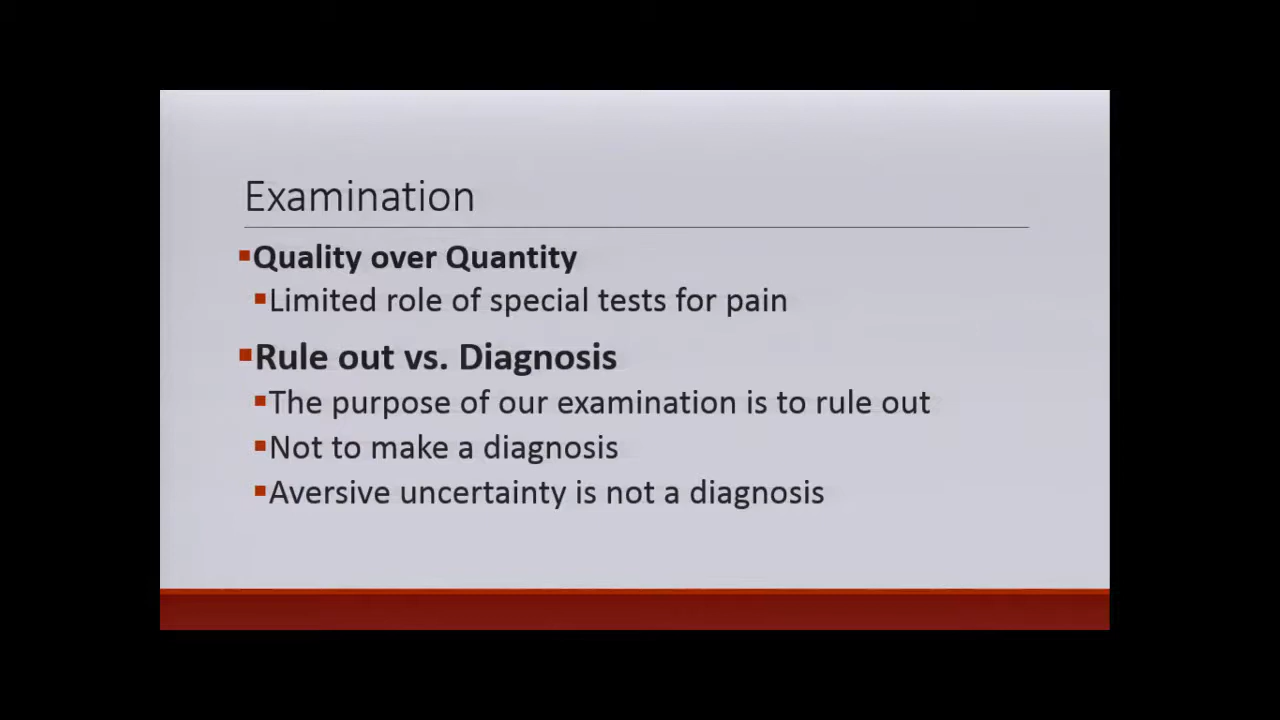 Examination
Quality over Quantity
Limited role of special tests for pain
Rule out vs. Diagnosis
The purpose of our examination is to rule out
Not to make a diagnosis
Aversive uncertainty is not a diagnosis